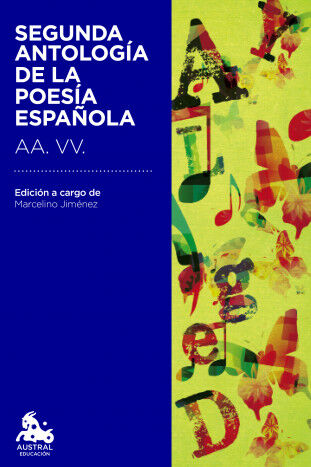 SEGUNDA
ANTOLOGÍA
DE LA
POESÍA
ESPAÑOLA
AA. VV.
Edición a cargo de
Marcelino Jiménez
AUSTRAL
EDUCACIÓN